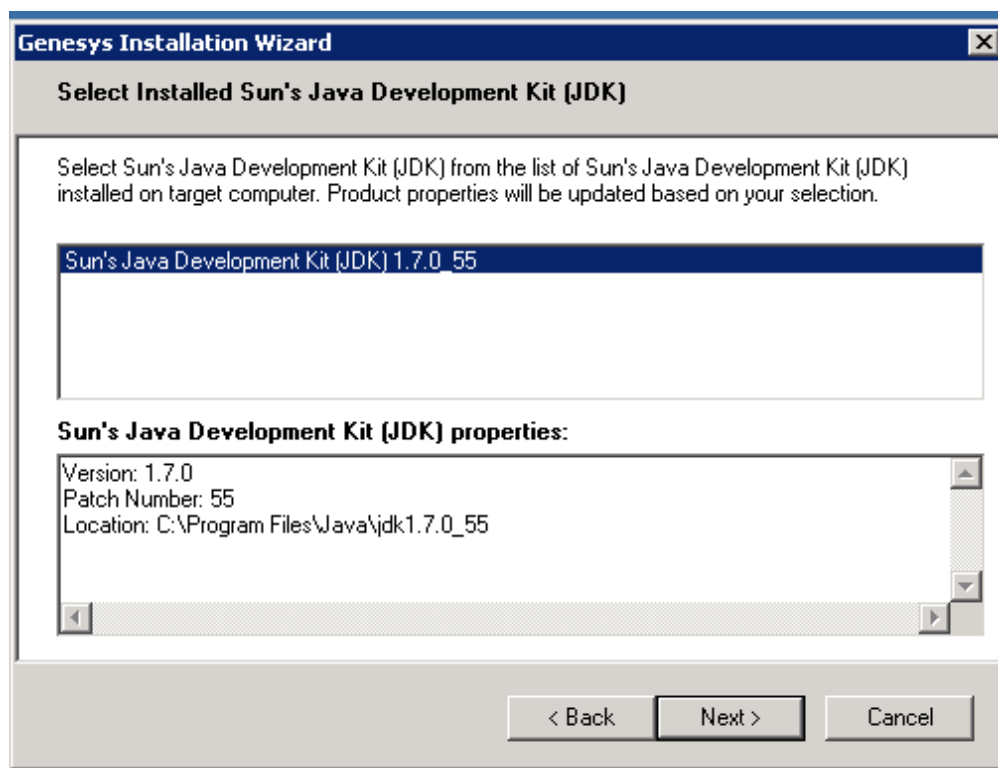 Genesys Installation Wizard
Select Installed Sun's Java Development Kit (JDK)
Select Sun's Java Development Kit (JDK) from the list of Sun's Java Development Kit (JDK)
installed on target computer. Product properties will be updated based on your selection.
Sun's Java Development Kit (JDK) 1.7.0_55
Sun's Java Development Kit (JDK) properties:
Version: 1.7.0
Patch Number: 55
Location: C:\Program Files\Java\jdk1.7.0_55
< Back Next > Cancel